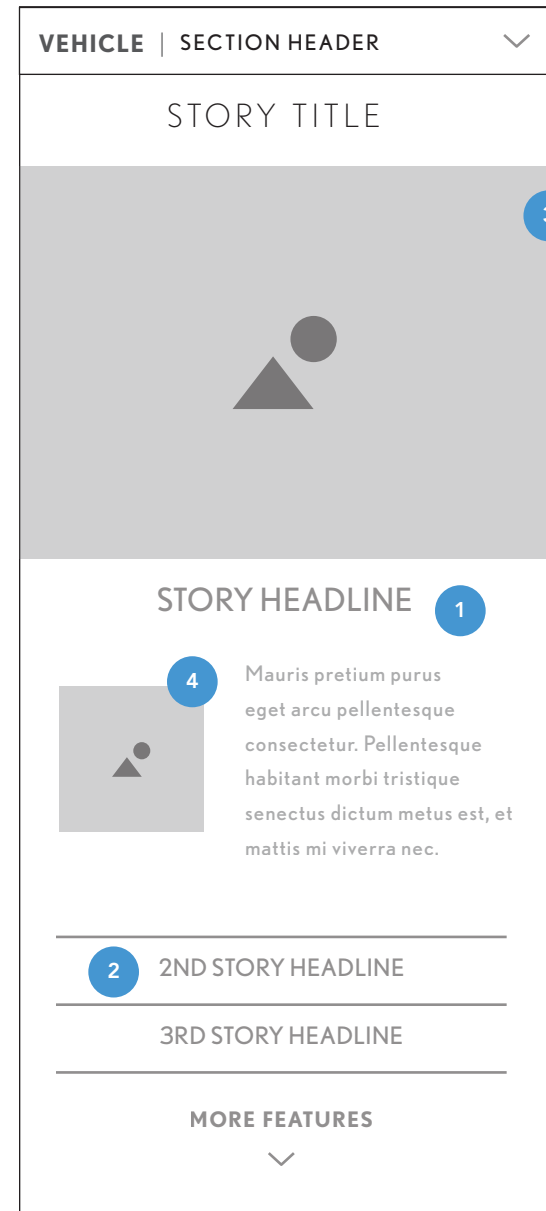 VEHICLE | SECTION HEADER
STORY TITLE
3
STORY HEADLINE
1
4
Mauris pretium purus
eget arcu pellentesque
consectetur. Pellentesque
habitant morbi tristique
senectus dictum metus est, et
mattis mi viverra nec.
2
2ND STORY HEADLINE
3RD STORY HEADLINE
MORE FEATURES